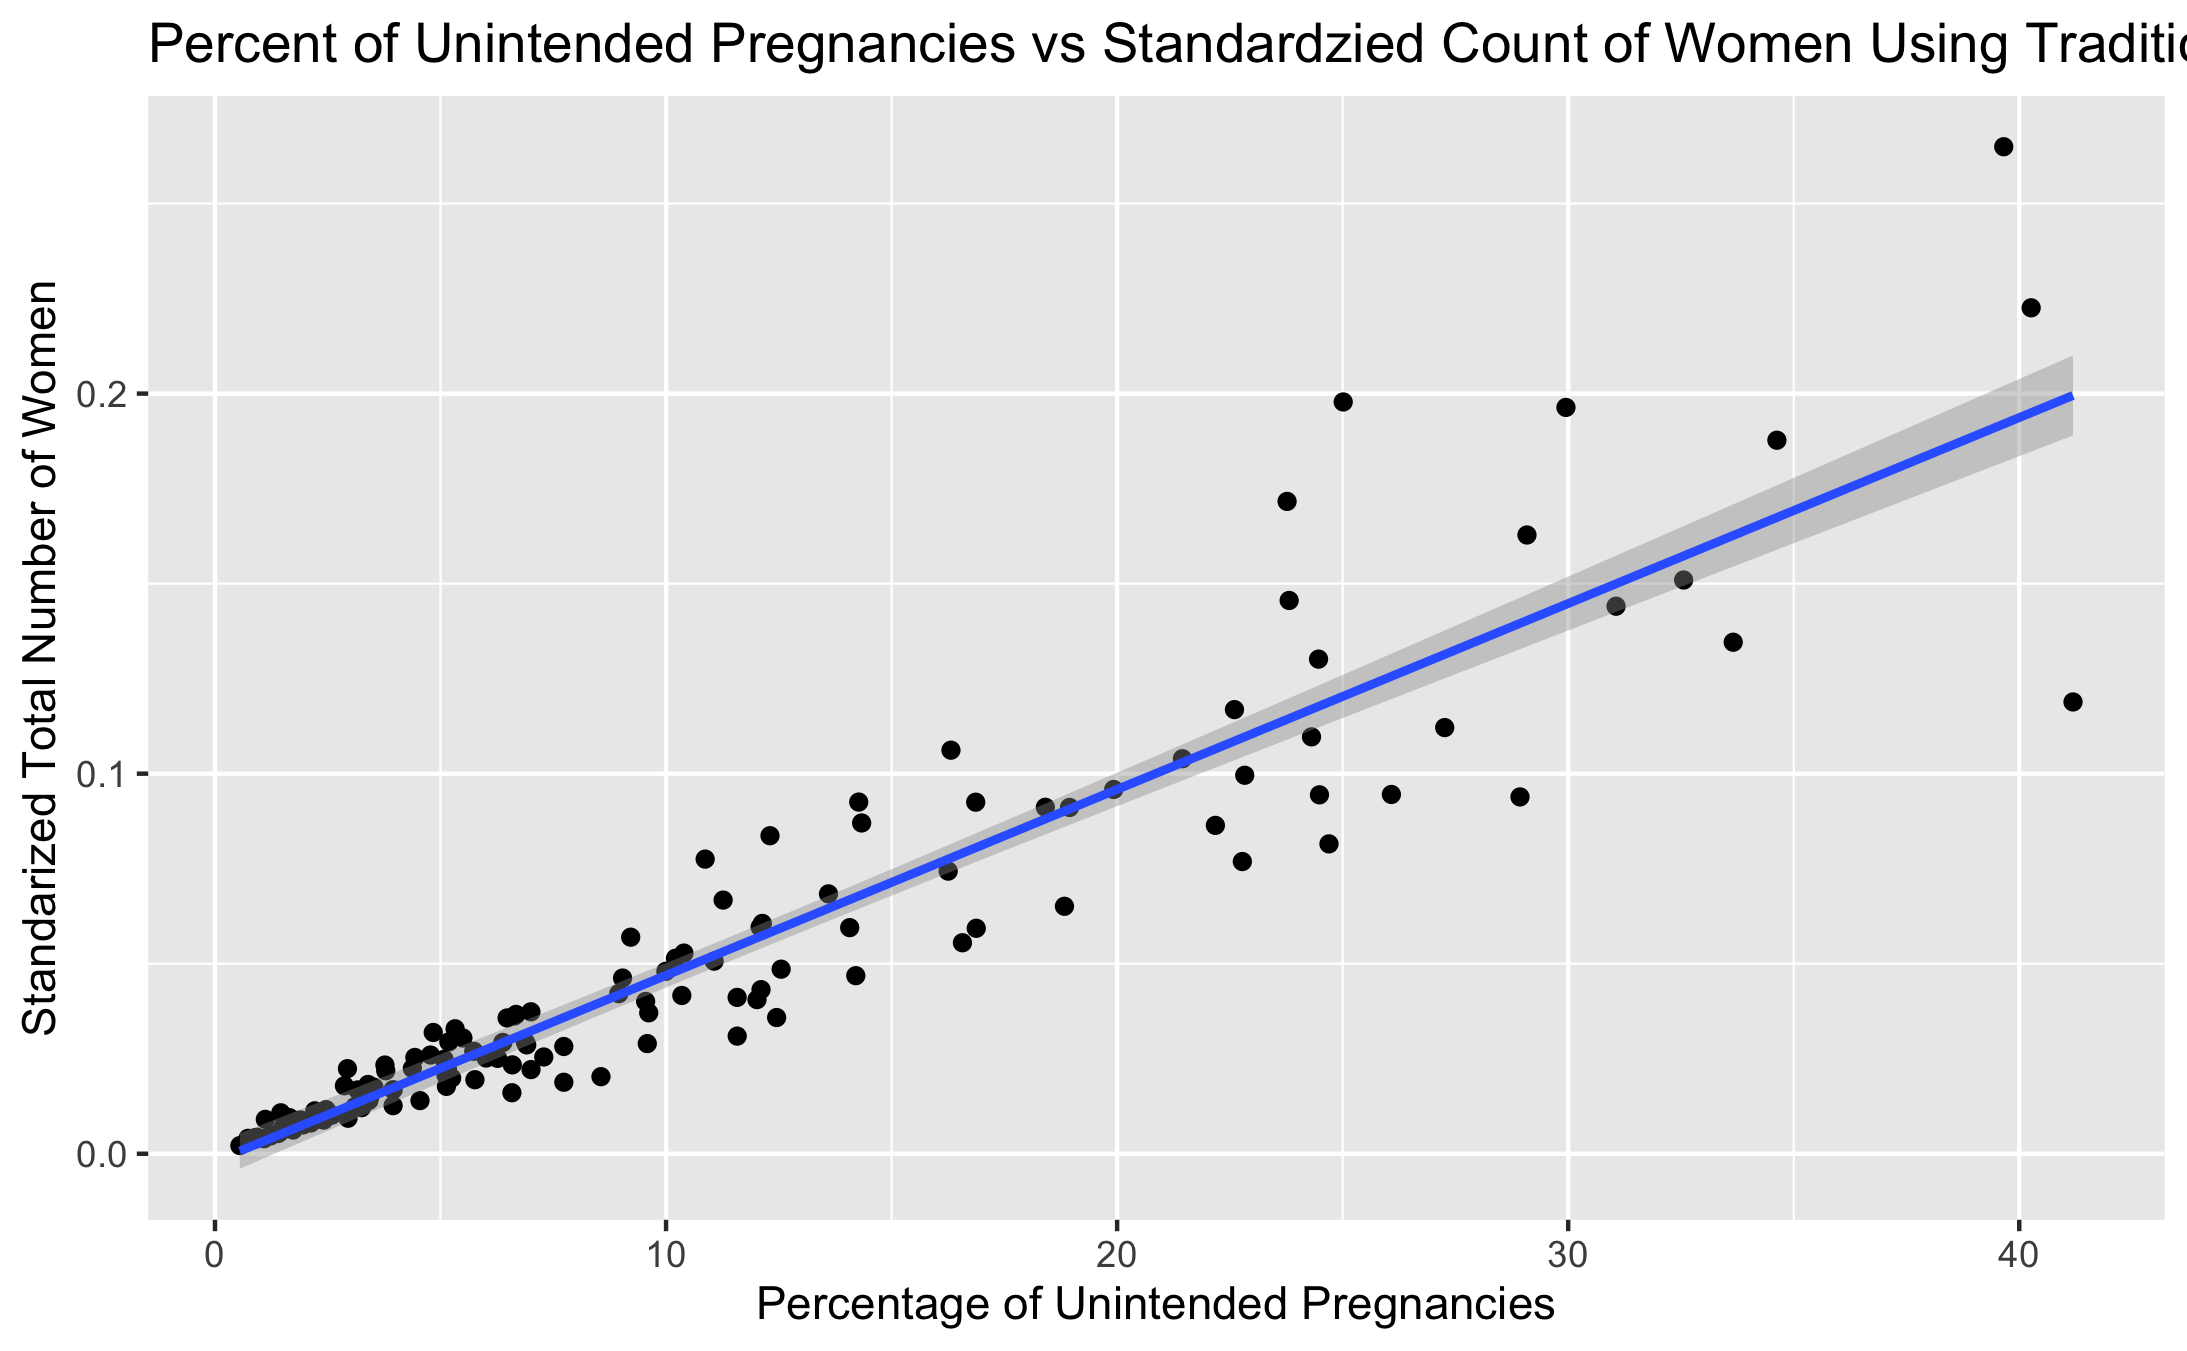 Percent of Unintended Pregnancies vs Standardzied Count of Women Using
Standarized Total Number of Women
0.2
0.1
0.0
0
10
20
30
40
Percentage of Unintended Pregnancies